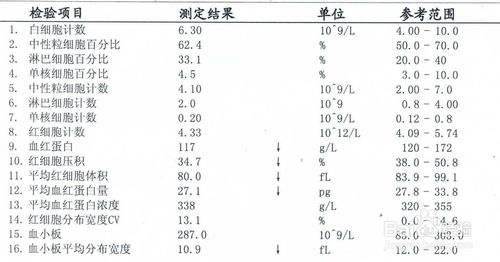 检验项目 测定结果 单位 参考范围
1. 白细胞计数 6.30 10^9/L 4.00 - 10.0
2. 中性粒细胞百分比 62.4 % 50.0 - 70.0
3. 淋巴细胞百分比 33.1 % 20.0 - 40
4. 单核细胞百分比 4.5 % 3.0 - 10.0
5. 中性粒细胞计数 4.10 10^9/L 2.00 - 7.0
6. 淋巴细胞计数 2.0 10^9 0.8 - 4.00
7. 单核细胞计数 0.20 10^9/L 0.12 - 0.8
8. 红细胞计数 4.33 10^12/L 4.09 - 5.74
9. 血红蛋白 117 ↓ g/L 120 - 172
10. 红细胞压积 34.7 ↓ % 38.0 - 50.8
11. 平均红细胞体积 80.0 ↓ fL 83.9 - 99.1
12. 平均血红蛋白量 27.1 ↓ pg 27.8 - 33.8
13. 平均血红蛋白浓度 338 g/L 320 - 355
14. 红细胞分布宽度CV 13.1 % 0.0 - 14.6
15. 血小板 287.0 10^9/L - 303.0
16. 血小板平均分布宽度 10.9 ↓ fL 12.0 - 22.0